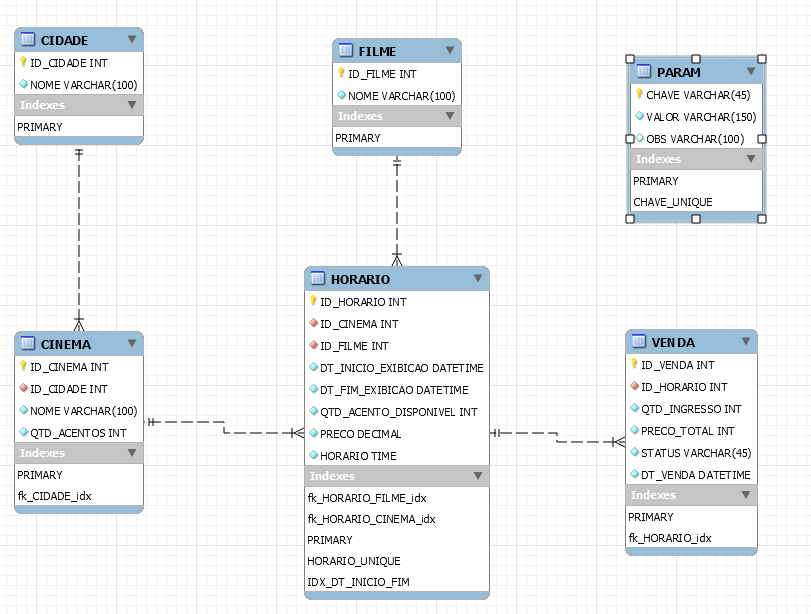 CIDADE
ID_CIDADE INT
NOME VARCHAR(100)
Indexes
PRIMARY
FILME
ID_FILME INT
NOME VARCHAR(100)
Indexes
PRIMARY
PARAM
CHAVE VARCHAR(45)
VALOR VARCHAR(150)
OBS VARCHAR(100)
Indexes
PRIMARY
CHAVE_UNIQUE
CINEMA
ID_CINEMA INT
ID_CIDADE INT
NOME VARCHAR(100)
QTD_ACENTOS INT
Indexes
PRIMARY
fk_CIDADE_idx
HORARIO
ID_HORARIO INT
ID_CINEMA INT
ID_FILME INT
DT_INICIO_EXIBICAO DATETIME
DT_FIM_EXIBICAO DATETIME
QTD_ACENTO_DISPONIVEL INT
PRECO DECIMAL
HORARIO TIME
Indexes
fk_HORARIO_FILME_idx
fk_HORARIO_CINEMA_idx
PRIMARY
HORARIO_UNIQUE
IDX_DT_INICIO_FIM
VENDA
ID_VENDA INT
ID_HORARIO INT
QTD_INGRESSO INT
PRECO_TOTAL INT
STATUS VARCHAR(45)
DT_VENDA DATETIME
Indexes
PRIMARY
fk_HORARIO_idx